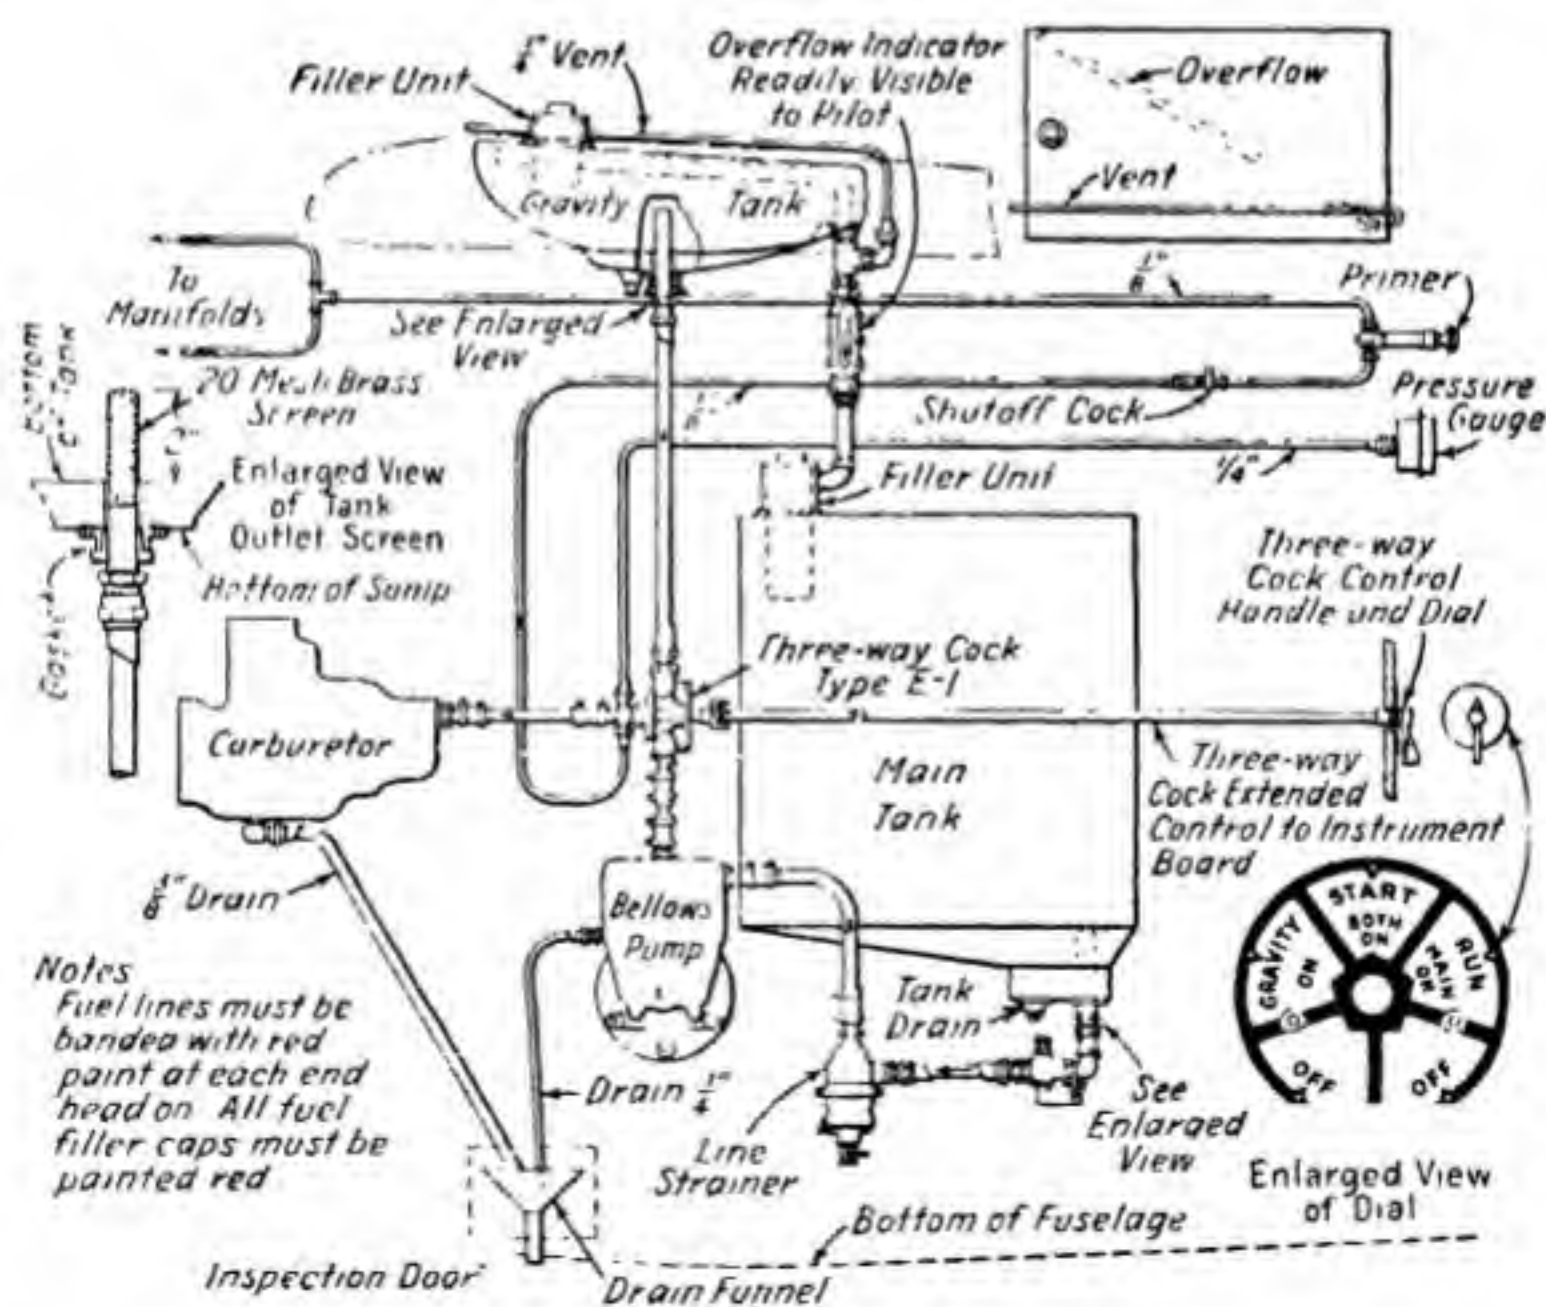 Filler Unit
Vent
Overflow Indicator
Readily Visible
to Pilot
Overflow
Vent
Gravity Tank
To
Manifolds
See Enlarged
View
Primer
Shutoff Cock
Pressure
Gauge
1/4"
Bottom
of Tank
20 Mesh Brass
Screen
Enlarged View
of Tank
Outlet Screen
Bottom of Sump
Filler Unit
Three-way
Cock Control
Handle and Dial
Three-way Cock
Type E-1
Carburetor
Main
Tank
Three-way
Cock Extended
Control to Instrument
Board
Drain
Bellows
Pump
START
BOTH
ON
GRAVITY
ON
RUN
MAIN
ON
OFF
OFF
Notes
Fuel lines must be
banded with red
paint at each end
head on All fuel
filler caps must be
painted red
Tank
Drain
Drain 1/4"
Line
Strainer
See
Enlarged
View
Enlarged View
of Dial
Bottom of Fuselage
Inspection Door
Drain Funnel